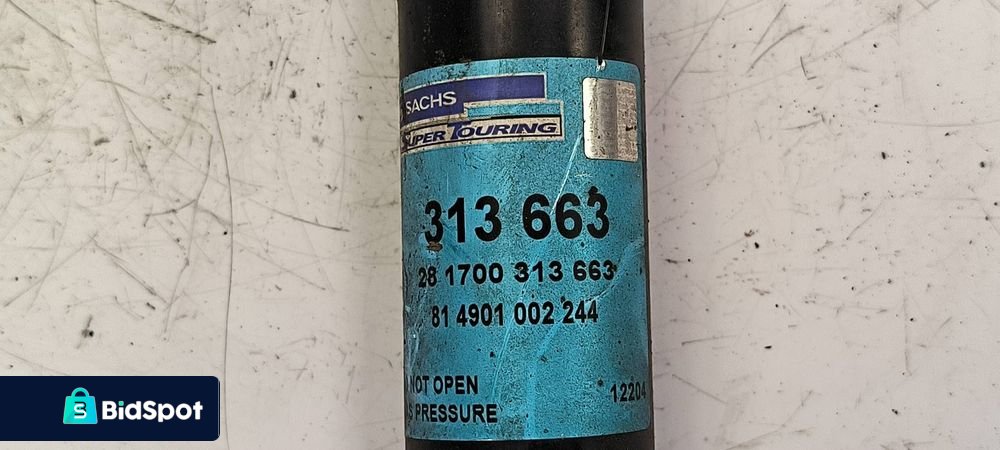 SACHS
SUPER TOURING
313 663
28 1700 313 663
81 4901 002 244
NOT OPEN
12204
PRESSURE
BidSpot